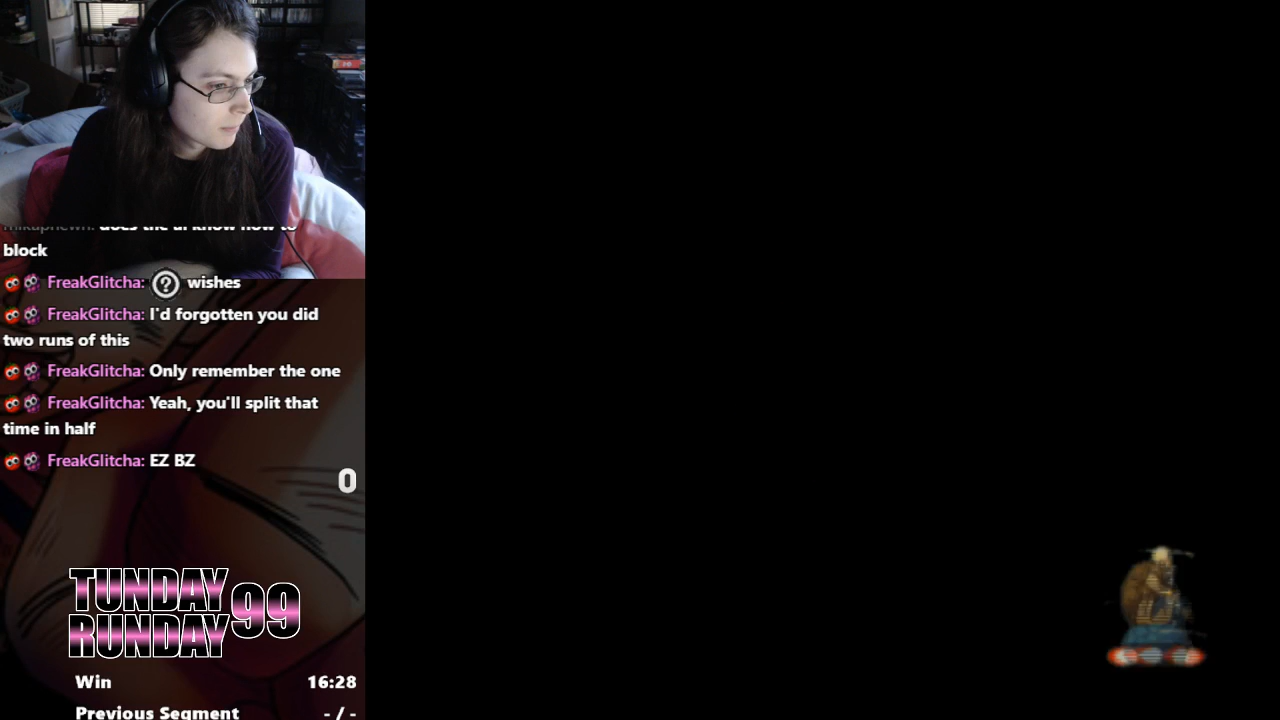 block
FreakGlitcha: wishes
FreakGlitcha: I'd forgotten you did
two runs of this
FreakGlitcha: Only remember the one
FreakGlitcha: Yeah, you'll split that
time in half
FreakGlitcha: EZ BZ
0
TUNDAY
RUNDAY 99
Win 16:28
Previous Segment - / -